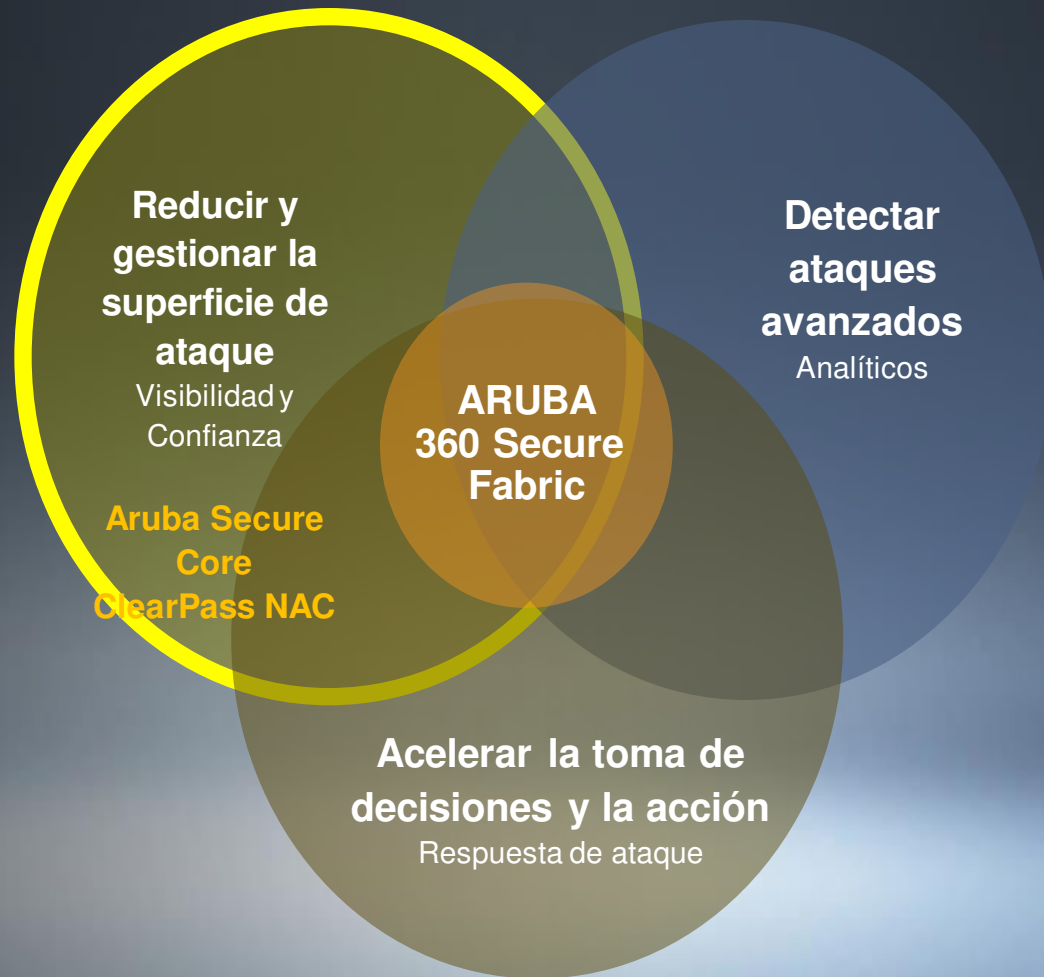 Reducir y
gestionar la
superficie de
ataque
Visibilidad y
Confianza
Aruba Secure
Core
ClearPass NAC
Detectar
ataques
avanzados
Analíticos
ARUBA
360 Secure
Fabric
Acelerar la toma de
decisiones y la acción
Respuesta de ataque